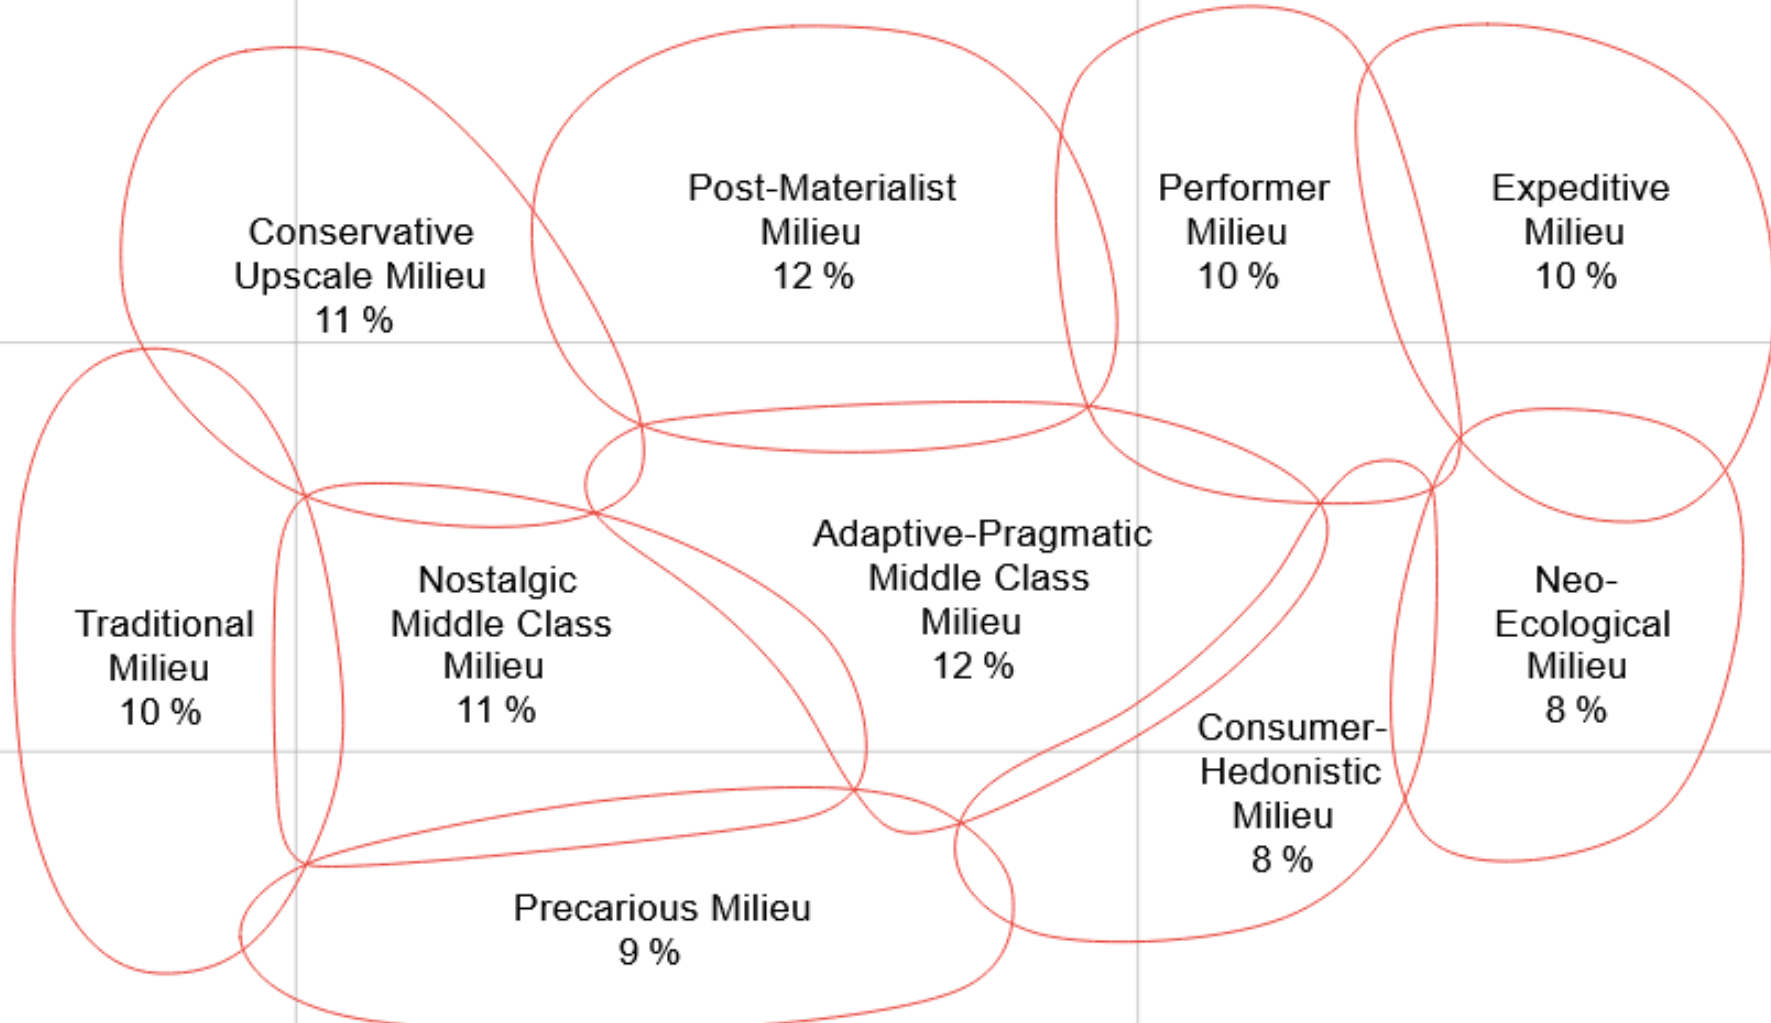 Conservative
Upscale Milieu
11 %
Post-Materialist
Milieu
12 %
Performer
Milieu
10 %
Expeditive
Milieu
10 %
Traditional
Milieu
10 %
Nostalgic
Middle Class
Milieu
11 %
Adaptive-Pragmatic
Middle Class
Milieu
12 %
Consumer-
Hedonistic
Milieu
8 %
Neo-
Ecological
Milieu
8 %
Precarious Milieu
9 %